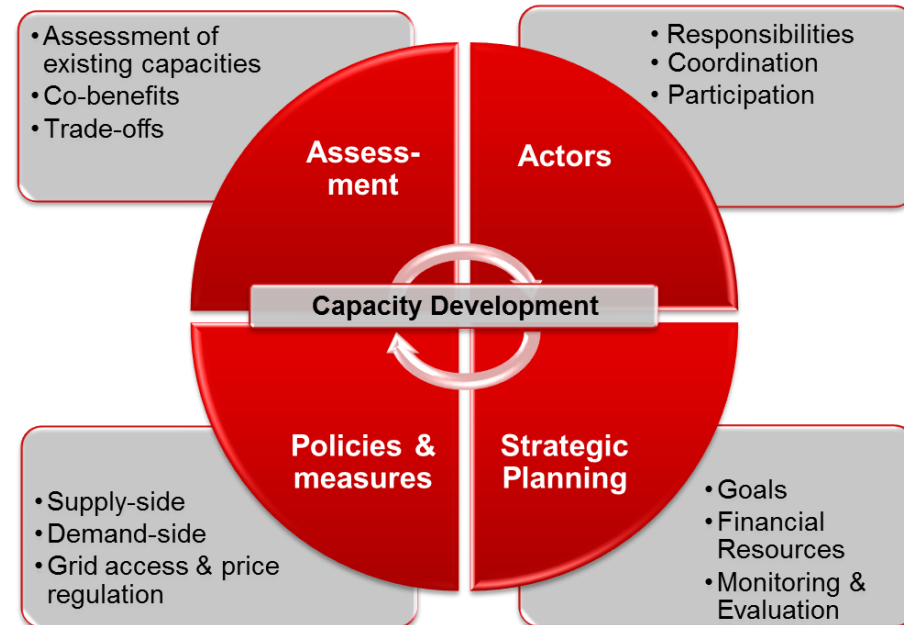 • Assessment of
existing capacities
• Co-benefits
• Trade-offs
• Responsibilities
• Coordination
• Participation
Assess-
ment
Actors
Capacity Development
Policies &
measures
Strategic
Planning
• Supply-side
• Demand-side
• Grid access & price
regulation
• Goals
• Financial
Resources
• Monitoring &
Evaluation